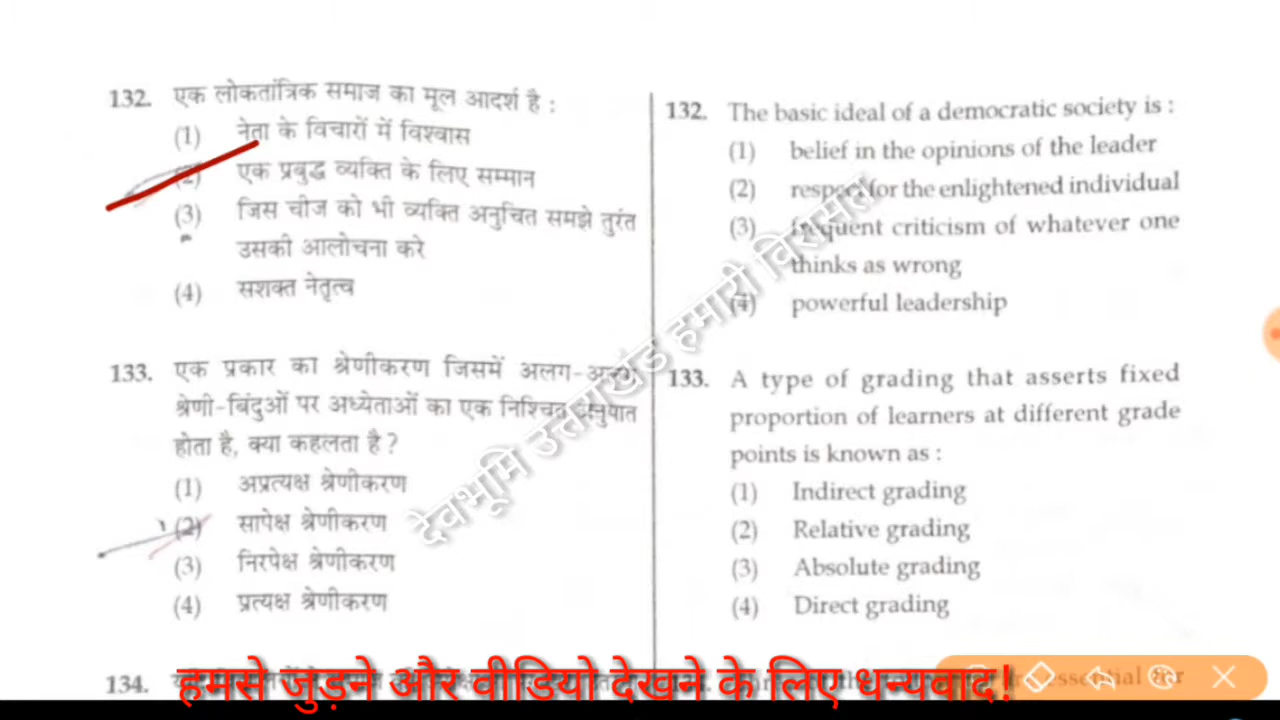 132. एक लोकतांत्रिक समाज का मूल आदर्श है :
(1) नेता के विचारों में विश्वास
(2) एक प्रबुद्ध व्यक्ति के लिए सम्मान
(3) जिस चीज को भी व्यक्ति अनुचित समझे तुरंत
उसकी आलोचना करे
(4) सशक्त नेतृत्व
133. एक प्रकार का श्रेणीकरण जिसमें अलग-अलग
श्रेणी-बिंदुओं पर अध्येताओं का एक निश्चित अनुपात
होता है, क्या कहलता है ?
(1) अप्रत्यक्ष श्रेणीकरण
(2) सापेक्ष श्रेणीकरण
(3) निरपेक्ष श्रेणीकरण
(4) प्रत्यक्ष श्रेणीकरण
134.
132. The basic ideal of a democratic society is :
(1) belief in the opinions of the leader
(2) respect for the enlightened individual
(3) frequent criticism of whatever one
thinks as wrong
(4) powerful leadership
133. A type of grading that asserts fixed
proportion of learners at different grade
points is known as :
(1) Indirect grading
(2) Relative grading
(3) Absolute grading
(4) Direct grading
essential for
देवभूमि उत्तराखंड हमारी विरासत
हमसे जुड़ने और वीडियो देखने के लिए धन्यवाद!